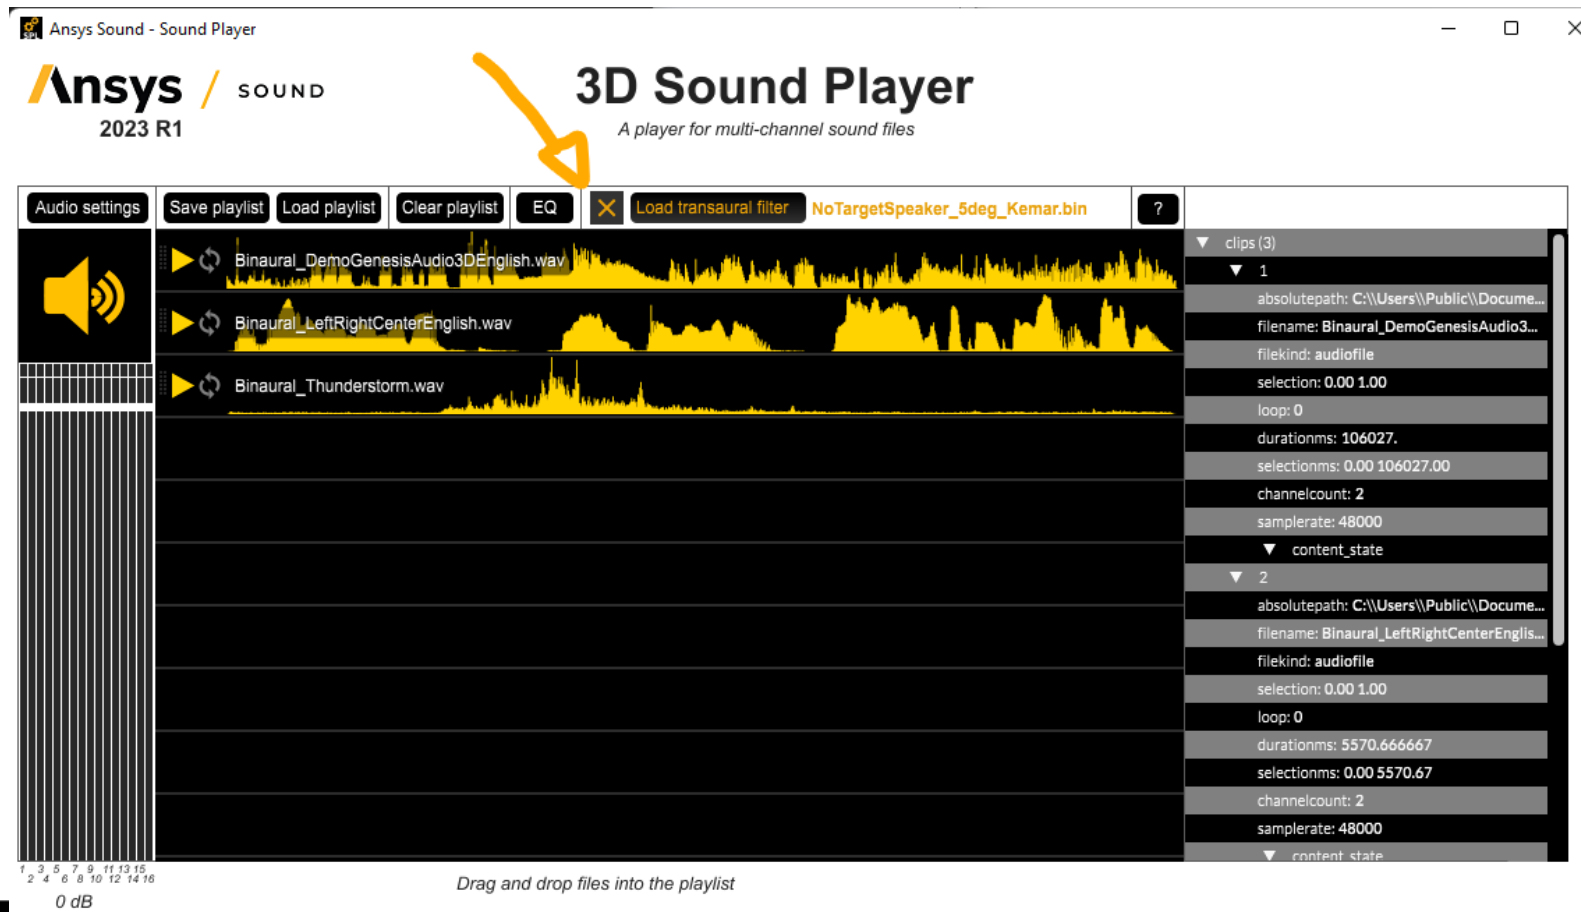 Ansys Sound - Sound Player
Ansys / SOUND
2023 R1
3D Sound Player
A player for multi-channel sound files
Audio settings
Save playlist
Load playlist
Clear playlist
EQ
Load transaural filter
NoTargetSpeaker_5deg_Kemar.bin
?
Binaural_DemoGenesisAudio3DEnglish.wav
Binaural_LeftRightCenterEnglish.wav
Binaural_Thunderstorm.wav
clips (3)
1
absolutepath: C:\\Users\\Public\\Docume...
filename: Binaural_DemoGenesisAudio3...
filekind: audiofile
selection: 0.00 1.00
loop: 0
durationms: 106027.
selectionms: 0.00 106027.00
channelcount: 2
samplerate: 48000
content_state
2
absolutepath: C:\\Users\\Public\\Docume...
filename: Binaural_LeftRightCenterEnglis...
filekind: audiofile
selection: 0.00 1.00
loop: 0
durationms: 5570.666667
selectionms: 0.00 5570.67
channelcount: 2
samplerate: 48000
content_state
1 3 5 7 9 11 13 15
2 4 6 8 10 12 14 16
0 dB
Drag and drop files into the playlist